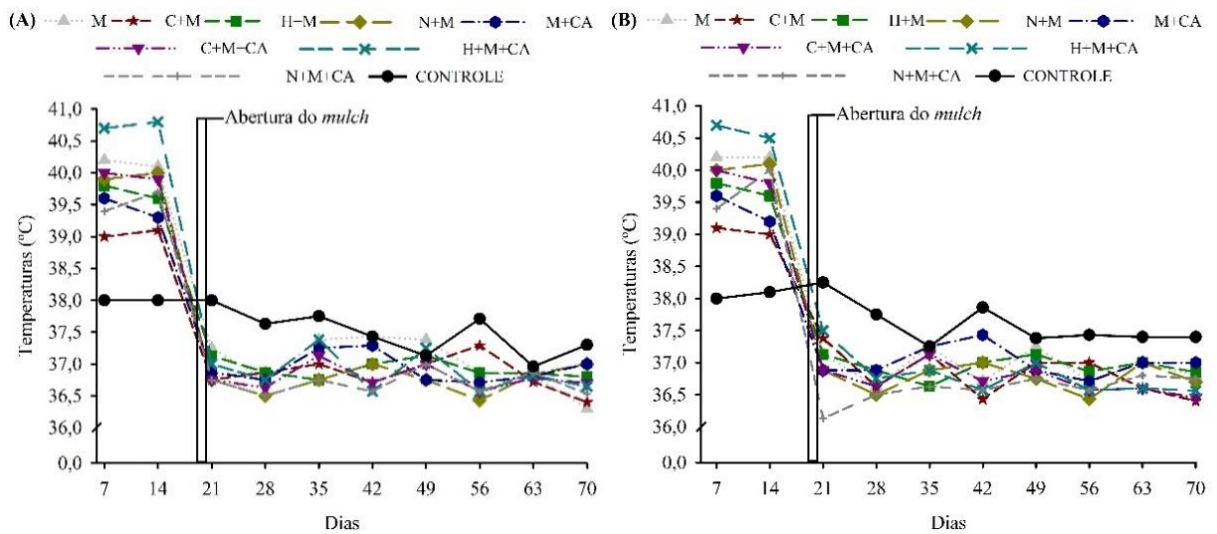 (A) M C+M H−M N+M M+CA
C+M−CA H+M+CA
N+M+CA CONTROLE
Abertura do mulch
Temperaturas (ºC)
41,0
40,5
40,0
39,5
39,0
38,5
38,0
37,5
37,0
36,5
36,0
0,0
7 14 21 28 35 42 49 56 63 70
Dias
(B) M C+M H+M N+M M+CA
C+M+CA H+M+CA
N+M+CA CONTROLE
Abertura do mulch
Temperaturas (ºC)
41,0
40,5
40,0
39,5
39,0
38,5
38,0
37,5
37,0
36,5
36,0
0,0
7 14 21 28 35 42 49 56 63 70
Dias